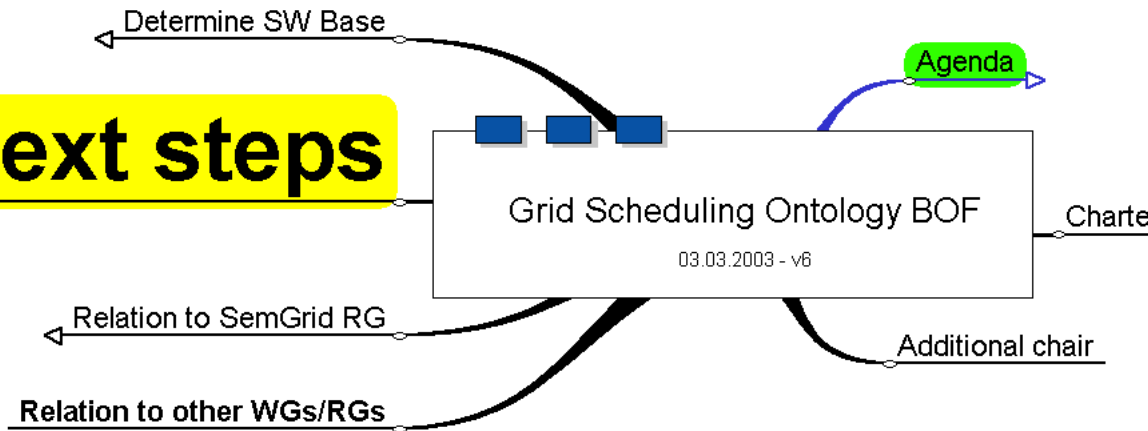 Determine SW Base
Agenda
ext steps
Grid Scheduling Ontology BOF
03.03.2003 - v6
Charte
Relation to SemGrid RG
Additional chair
Relation to other WGs/RGs